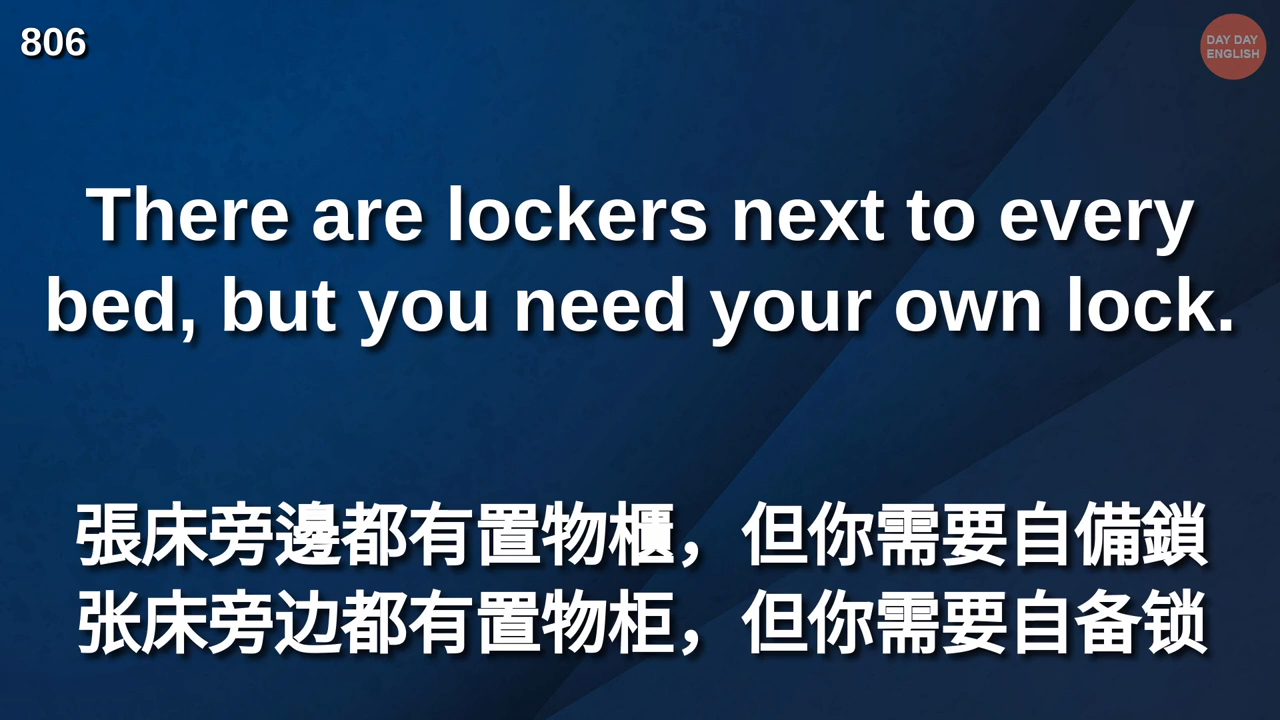 806
DAY DAY
ENGLISH
There are lockers next to every
bed, but you need your own lock.
張床旁邊都有置物櫃，但你需要自備鎖
张床旁边都有置物柜，但你需要自备锁